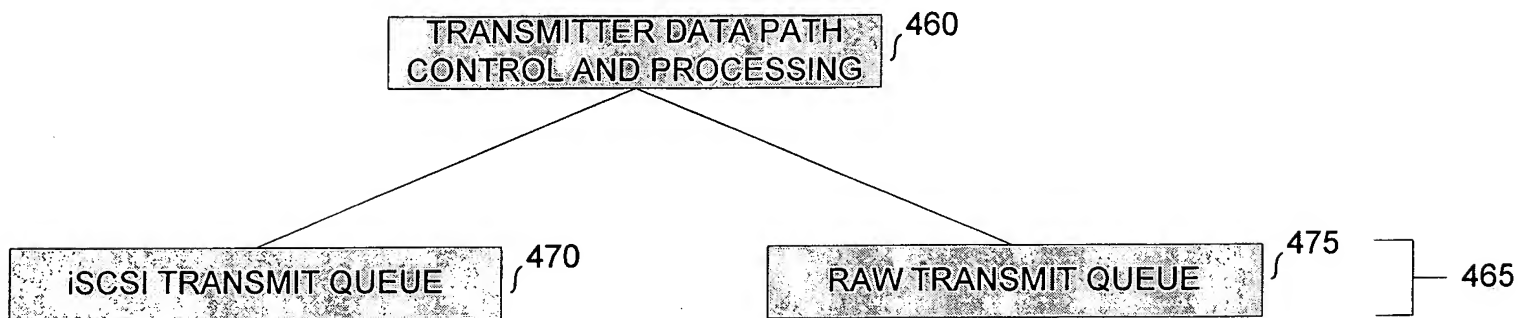 TRANSMITTER DATA PATH
CONTROL AND PROCESSING
460
iSCSI TRANSMIT QUEUE
470
RAW TRANSMIT QUEUE
475
465